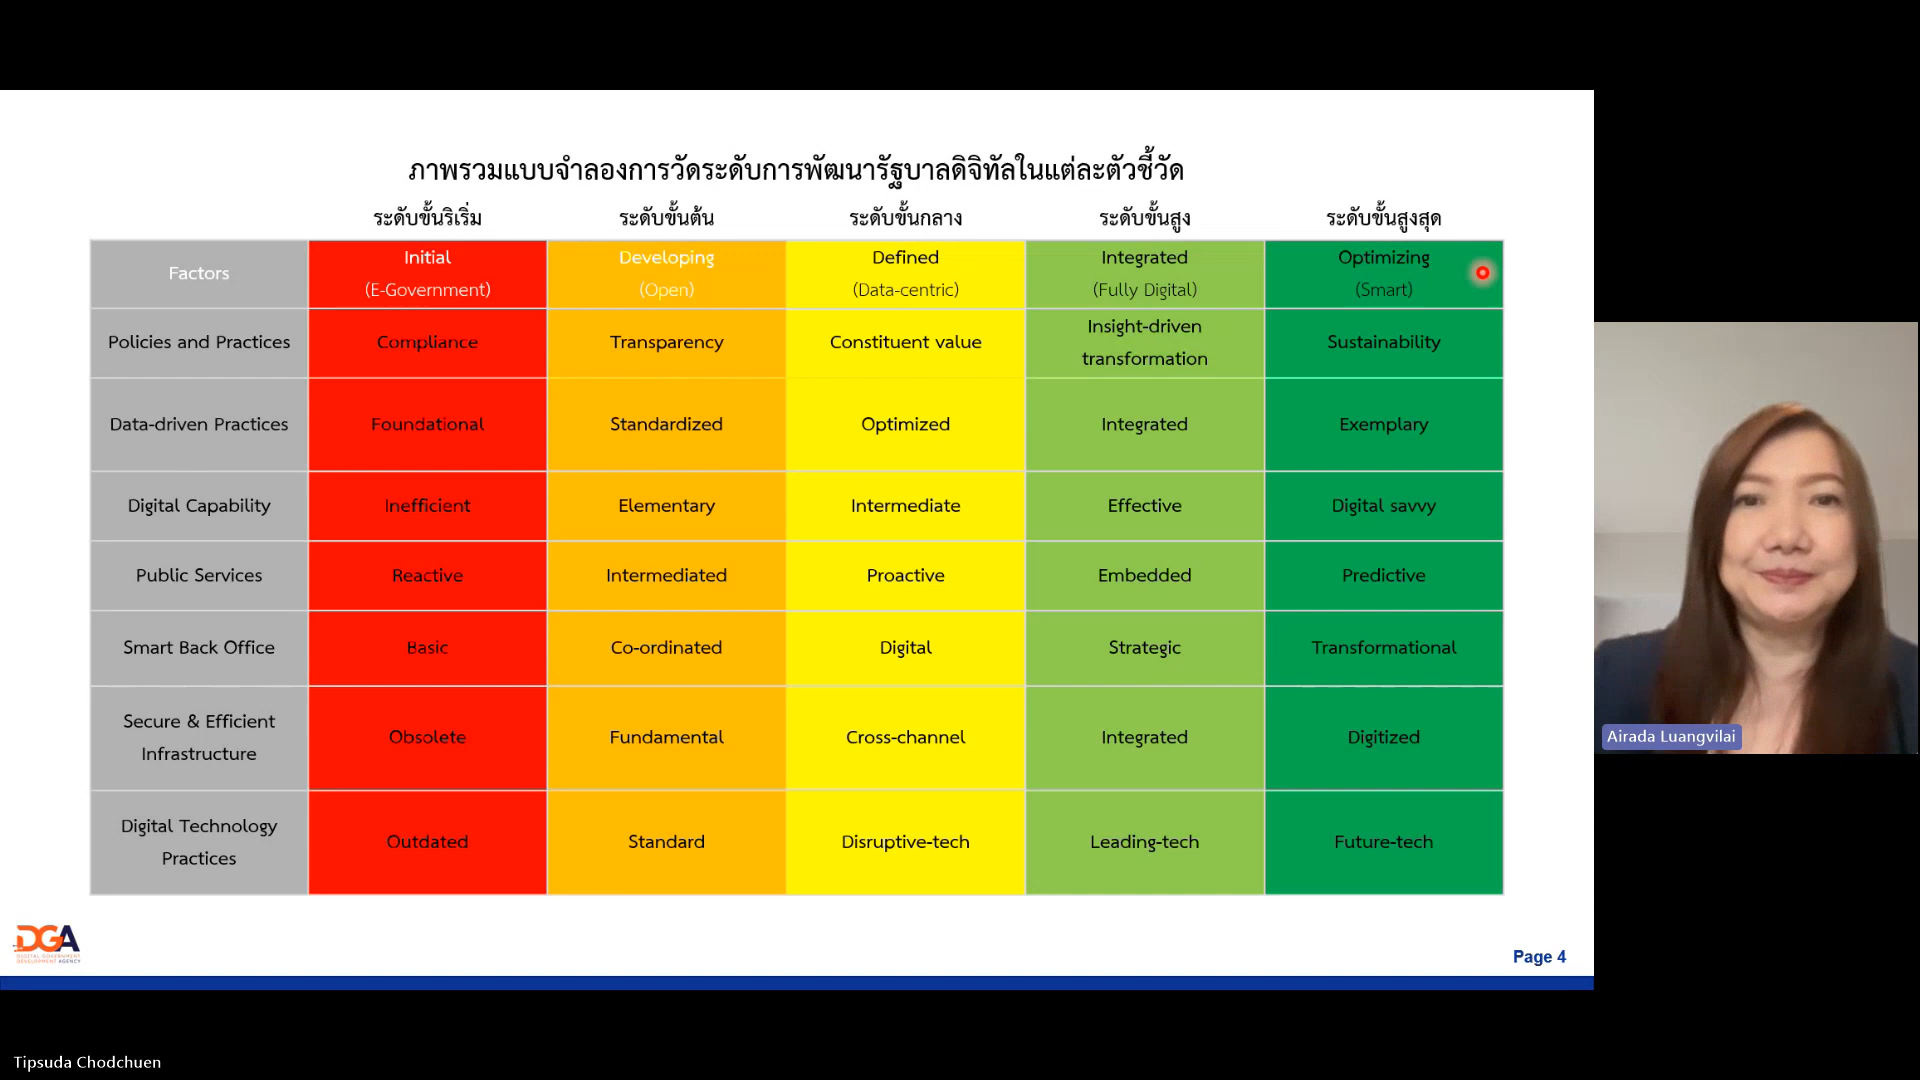 ภาพรวมแบบจำลองการวัดระดับการพัฒนารัฐบาลดิจิทัลในแต่ละตัวชี้วัด
ระดับขั้นริเริ่ม ระดับขั้นต้น ระดับขั้นกลาง ระดับขั้นสูง ระดับขั้นสูงสุด
Factors
Initial
(E-Government)
Developing
(Open)
Defined
(Data-centric)
Integrated
(Fully Digital)
Optimizing
(Smart)
Policies and Practices
Compliance
Transparency
Constituent value
Insight-driven
transformation
Sustainability
Data-driven Practices
Foundational
Standardized
Optimized
Integrated
Exemplary
Digital Capability
Inefficient
Elementary
Intermediate
Effective
Digital savvy
Public Services
Reactive
Intermediated
Proactive
Embedded
Predictive
Smart Back Office
Basic
Co-ordinated
Digital
Strategic
Transformational
Secure & Efficient
Infrastructure
Obsolete
Fundamental
Cross-channel
Integrated
Digitized
Digital Technology
Practices
Outdated
Standard
Disruptive-tech
Leading-tech
Future-tech
DGA
DIGITAL GOVERNMENT
DEVELOPMENT AGENCY
Page 4
Airada Luangvilai
Tipsuda Chodchuen